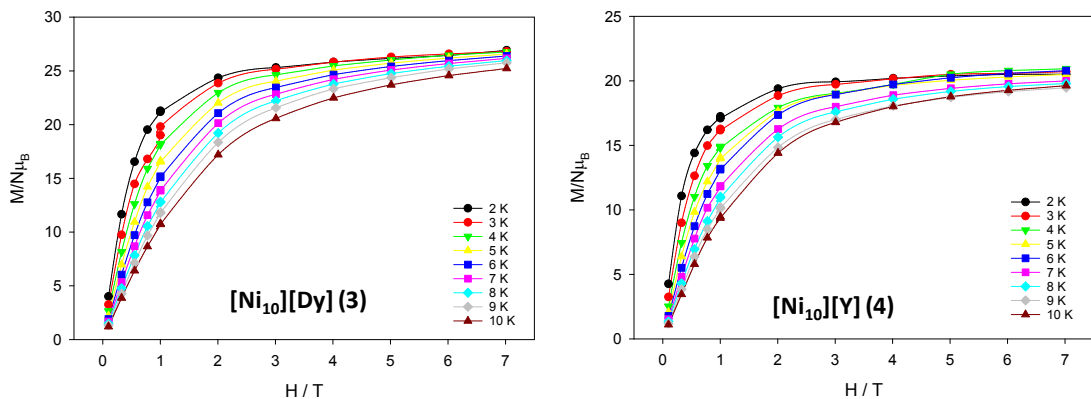 30
25
20
15
10
5
0
M/Nμ_B
0 1 2 3 4 5 6 7
H / T
2 K
3 K
4 K
5 K
6 K
7 K
8 K
9 K
10 K
[Ni₁₀][Dy] (3)
25
20
15
10
5
0
M/Nμ_B
0 1 2 3 4 5 6 7
H / T
2 K
3 K
4 K
5 K
6 K
7 K
8 K
9 K
10 K
[Ni₁₀][Y] (4)